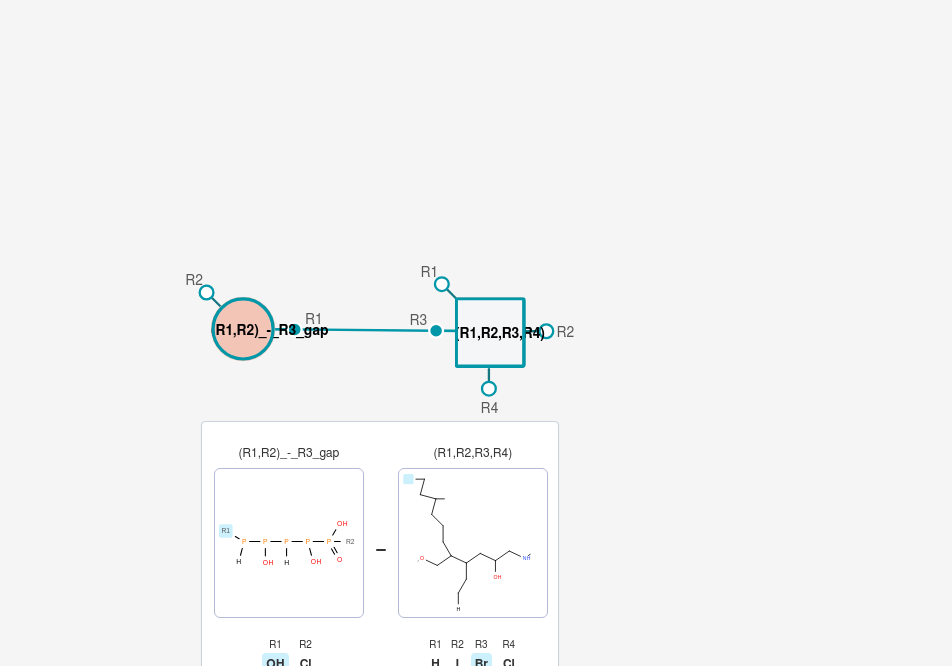 R1
R2
R1
R3
(R1,R2)_-_R3_gap
(R1,R2,R3,R4)
R2
R4
(R1,R2)_-_R3_gap (R1,R2,R3,R4)
OH
R1
P P P P P R2
H OH H OH O
–
O
NH
OH
H
R1 R2 R1 R2 R3 R4
OH Cl H I Br Cl